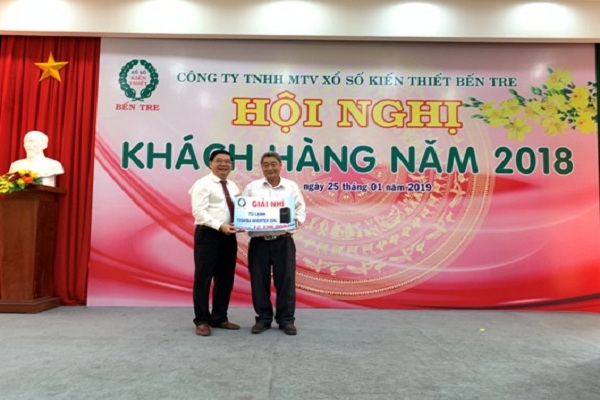 CÔNG TY TNHH MTV XỔ SỐ KIẾN THIẾT BẾN TRE
XỔ SỐ
KIẾN
THIẾT
BẾN TRE
HỘI NGHỊ
KHÁCH HÀNG NĂM 2018
ngày 25 tháng 01 năm 2019
GIẢI NHÌ
TỦ LẠNH
TOSHIBA INVERTER